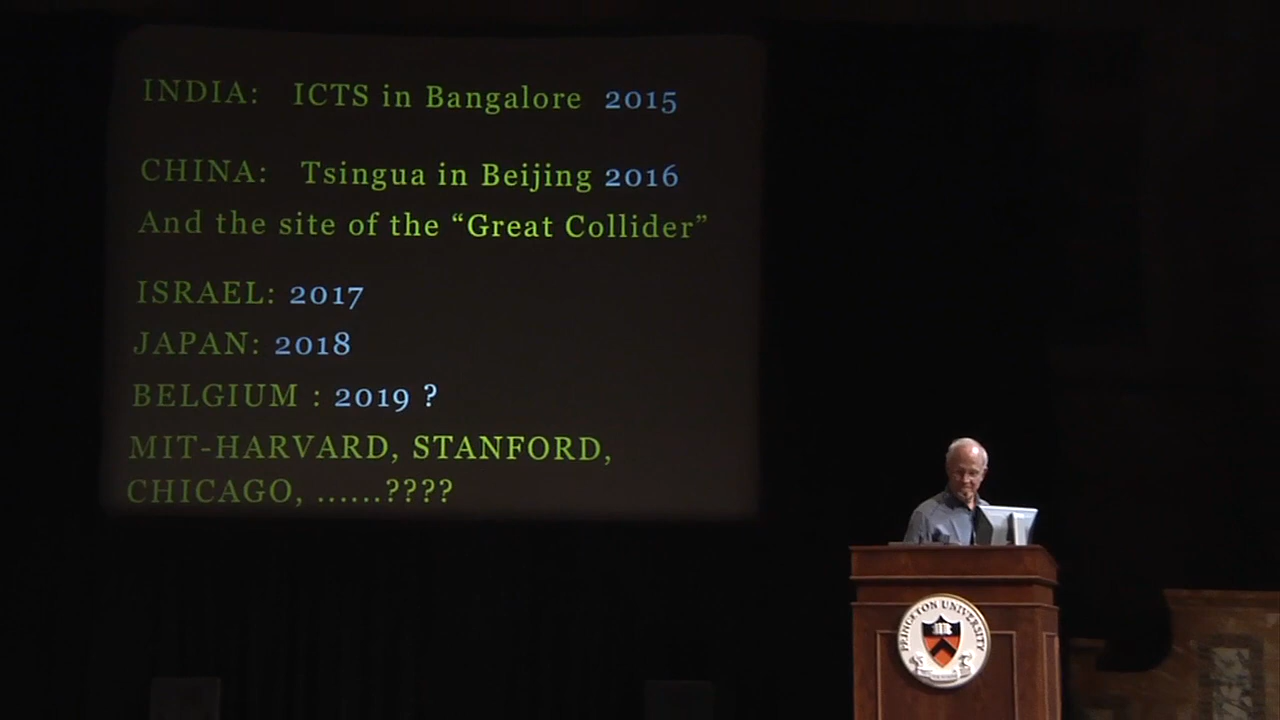 INDIA: ICTS in Bangalore 2015
CHINA: Tsingua in Beijing 2016
And the site of the “Great Collider”
ISRAEL: 2017
JAPAN: 2018
BELGIUM : 2019 ?
MIT-HARVARD, STANFORD,
CHICAGO, ......????
PRINCETON UNIVERSITY